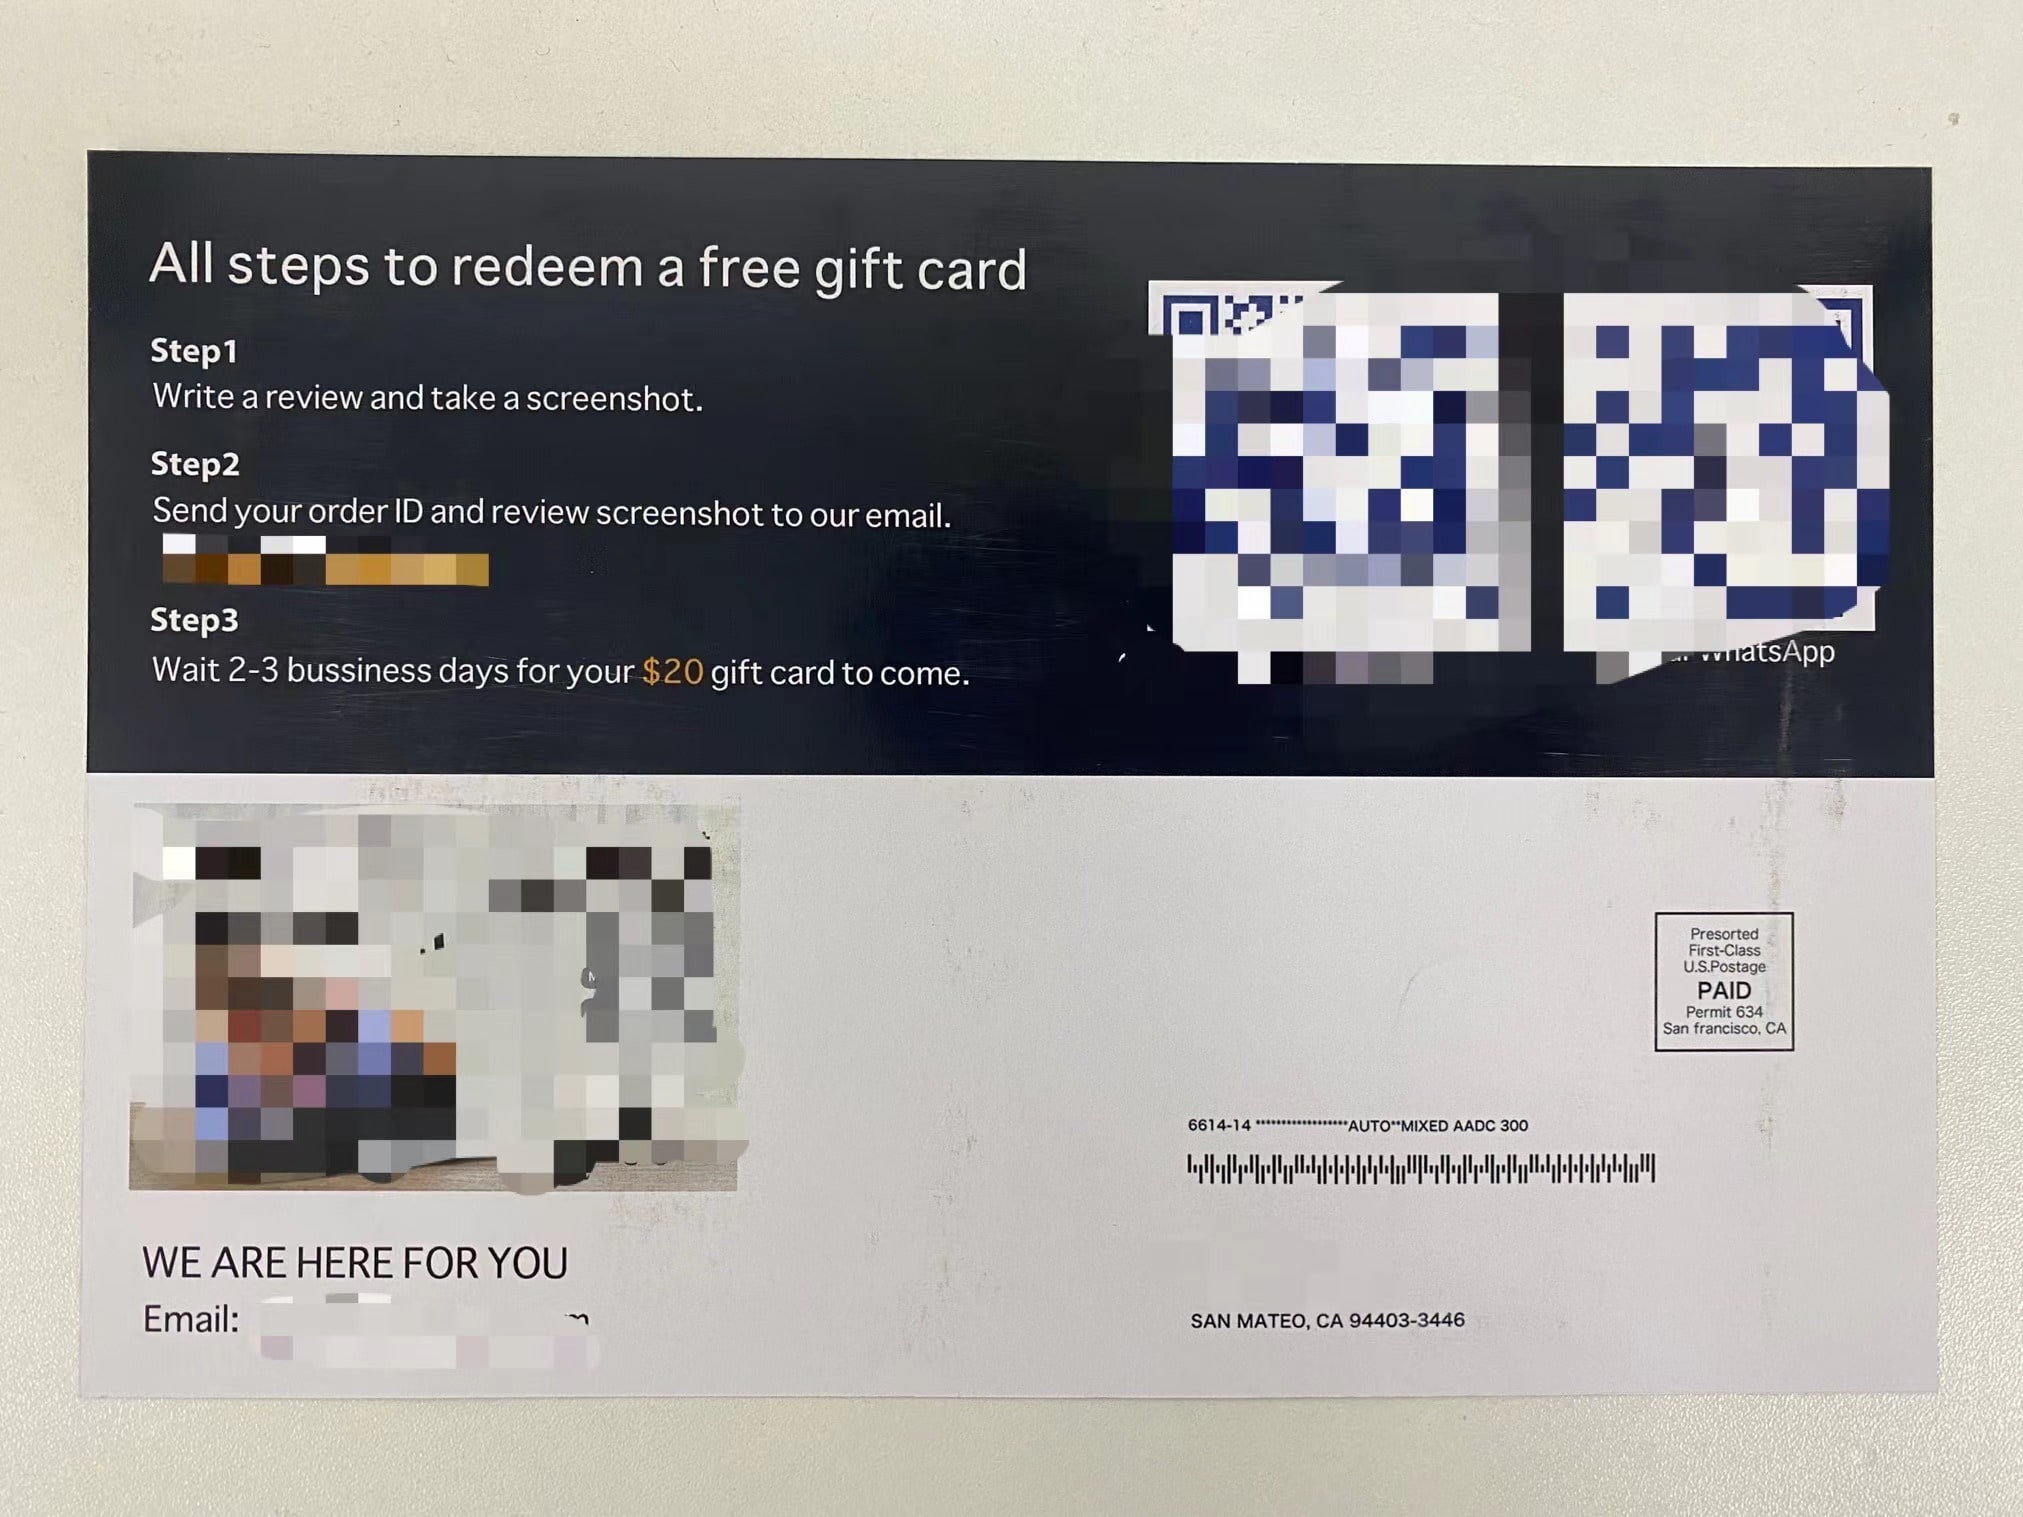 All steps to redeem a free gift card
Step1
Write a review and take a screenshot.
Step2
Send your order ID and review screenshot to our email.
Step3
Wait 2-3 bussiness days for your $20 gift card to come.
WhatsApp
WE ARE HERE FOR YOU
Email:
Presorted
First-Class
U.S.Postage
PAID
Permit 634
San francisco, CA
6614-14 ******************AUTO**MIXED AADC 300
SAN MATEO, CA 94403-3446